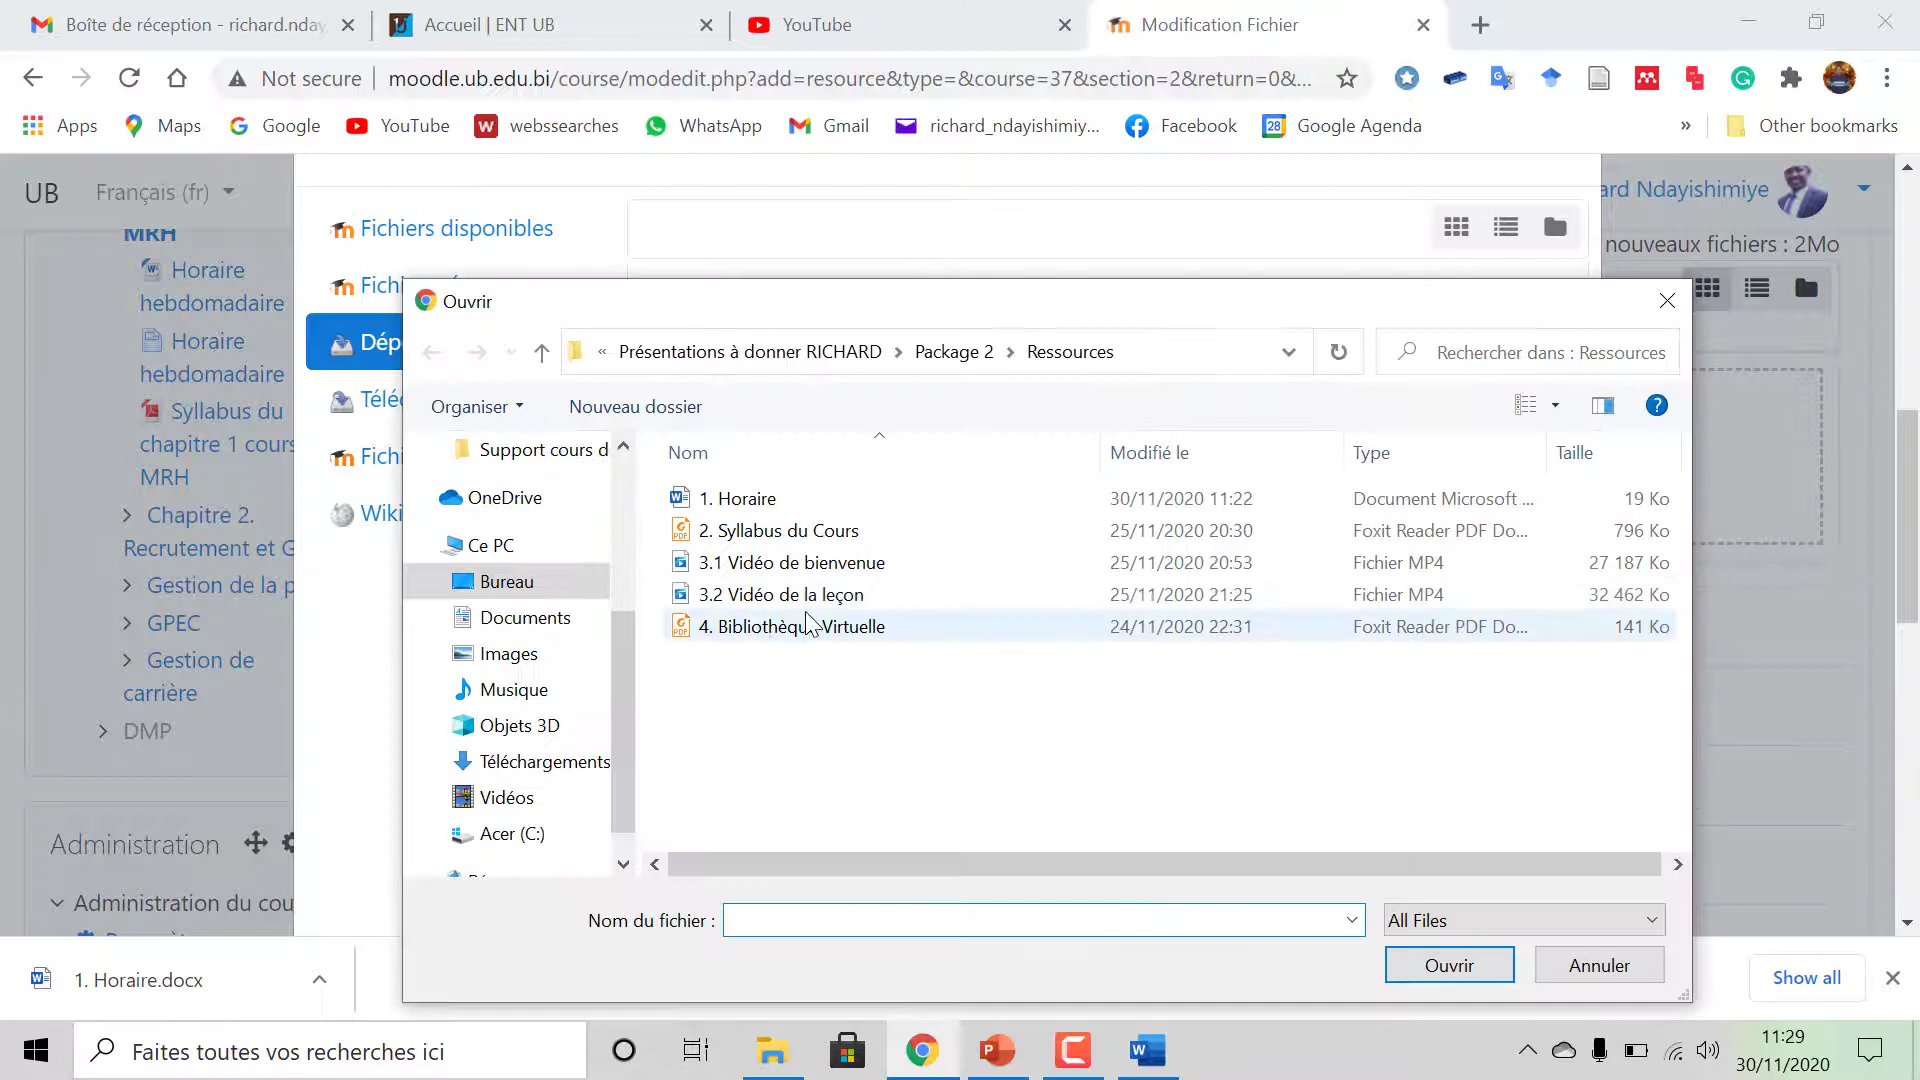 Boîte de réception - richard.nday
Accueil | ENT UB
YouTube
Modification Fichier
Not secure
moodle.ub.edu.bi/course/modedit.php?add=resource&type=&course=37&section=2&return=0&...
Apps
Maps
Google
YouTube
webssearches
WhatsApp
Gmail
richard_ndayishimiy...
Facebook
Google Agenda
»
Other bookmarks
UB
Français (fr)
ard Ndayishimiye
nouveaux fichiers : 2Mo
MRH
Horaire
hebdomadaire
Horaire
hebdomadaire
Syllabus du
chapitre 1 cours
MRH
Chapitre 2.
Recrutement et G
Gestion de la p
GPEC
Gestion de
carrière
DMP
Administration
Administration du cou
Fichiers disponibles
Fichi
Dép
Téléc
Fichi
Wiki
Ouvrir
« Présentations à donner RICHARD › Package 2 › Ressources
Rechercher dans : Ressources
Organiser
Nouveau dossier
Support cours d
OneDrive
Ce PC
Bureau
Documents
Images
Musique
Objets 3D
Téléchargements
Vidéos
Acer (C:)
Nom Modifié le Type Taille
1. Horaire 30/11/2020 11:22 Document Microsoft ... 19 Ko
2. Syllabus du Cours 25/11/2020 20:30 Foxit Reader PDF Do... 796 Ko
3.1 Vidéo de bienvenue 25/11/2020 20:53 Fichier MP4 27 187 Ko
3.2 Vidéo de la leçon 25/11/2020 21:25 Fichier MP4 32 462 Ko
4. Bibliothèque Virtuelle 24/11/2020 22:31 Foxit Reader PDF Do... 141 Ko
Nom du fichier :
All Files
Ouvrir
Annuler
1. Horaire.docx
Show all
Faites toutes vos recherches ici
11:29
30/11/2020